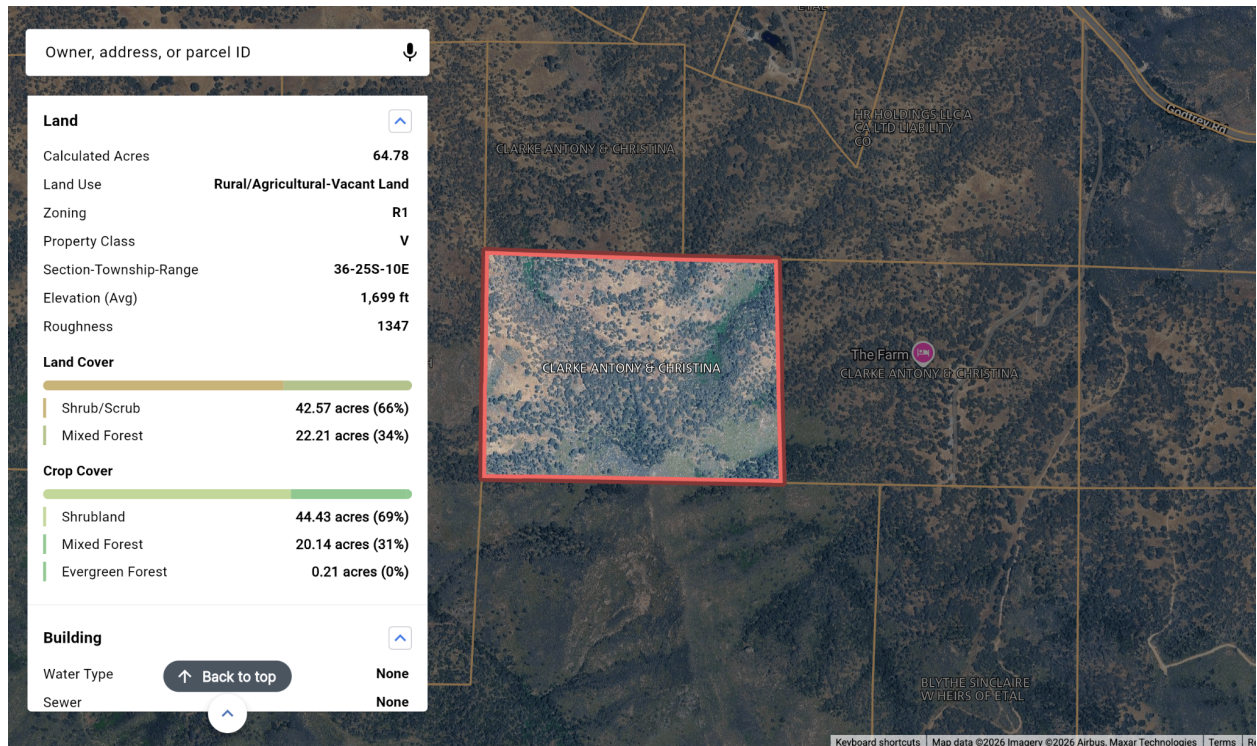 Owner, address, or parcel ID
Land
Calculated Acres 64.78
Land Use Rural/Agricultural-Vacant Land
Zoning R1
Property Class V
Section-Township-Range 36-25S-10E
Elevation (Avg) 1,699 ft
Roughness 1347
Land Cover
Shrub/Scrub 42.57 acres (66%)
Mixed Forest 22.21 acres (34%)
Crop Cover
Shrubland 44.43 acres (69%)
Mixed Forest 20.14 acres (31%)
Evergreen Forest 0.21 acres (0%)
Building
Water Type None
Back to top
Sewer None
ETAL
CLARKE ANTONY & CHRISTINA
HR HOLDINGS LLC A
CA LTD LIABILITY
CO
Godfrey Rd
CLARKE ANTONY & CHRISTINA
The Farm
CLARKE ANTONY & CHRISTINA
BLYTHE SINCLAIRE
W HEIRS OF ETAL
Keyboard shortcuts Map data ©2026 Imagery ©2026 Airbus, Maxar Technologies Terms